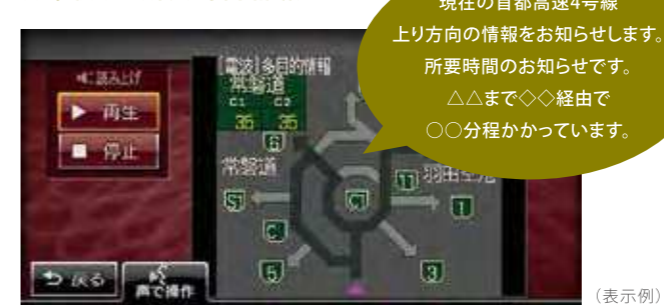 現在の首都高速4号線
上り方向の情報をお知らせします。
所要時間のお知らせです。
△△まで◇◇経由で
○○分程かかっています。
読み上げ
▶ 再生
■ 停止
[電波]多目的情報
常磐道
C1 C2
35 35
6
常磐道
S1
C1
11
羽田空港
1
C2
5
3
戻る
声で操作
(表示例)